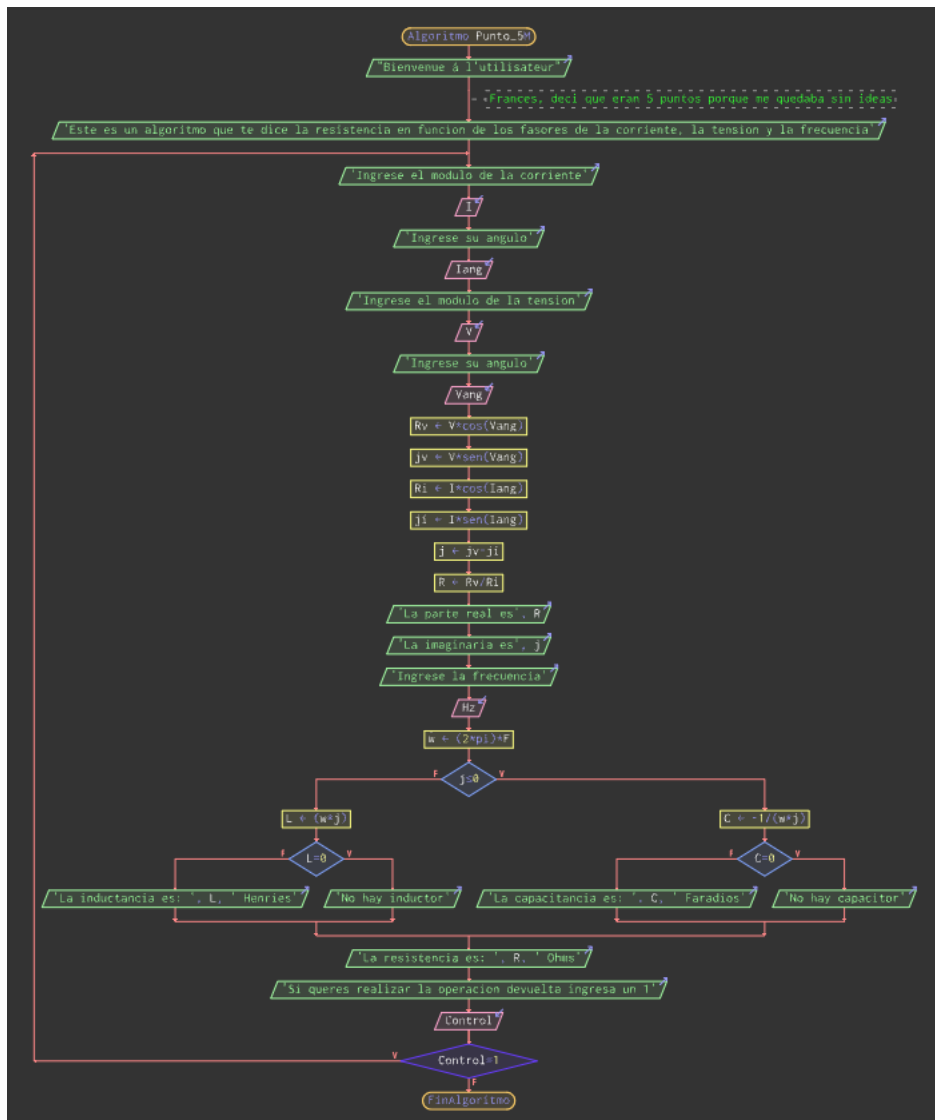 Algoritmo Punto_5M
"Bienvenue á l'utilisateur"
Frances, deci que eran 5 puntos porque me quedaba sin ideas
'Este es un algoritmo que te dice la resistencia en funcion de los fasores de la corriente, la tension y la frecuencia'
'Ingrese el modulo de la corriente'
I
'Ingrese su angulo'
Iang
'Ingrese el modulo de la tension'
V
'Ingrese su angulo'
Vang
Rv ← V*cos(Vang)
jv ← V*sen(Vang)
Ri ← I*cos(Iang)
ji ← I*sen(Iang)
j ← jv-ji
R ← Rv/Ri
'La parte real es', R
'La imaginaria es', j
'Ingrese la frecuencia'
Hz
w ← (2*pi)*F
F j≤0 V
L ← (w*j) C ← -1/(w*j)
F L=0 V F C=0 V
'La inductancia es: ', L, ' Henries' 'No hay inductor' 'La capacitancia es: ', C, ' Faradios' 'No hay capacitor'
'La resistencia es: ', R, ' Ohms'
'Si queres realizar la operacion devuelta ingresa un 1'
Control
V Control=1
F
FinAlgoritmo